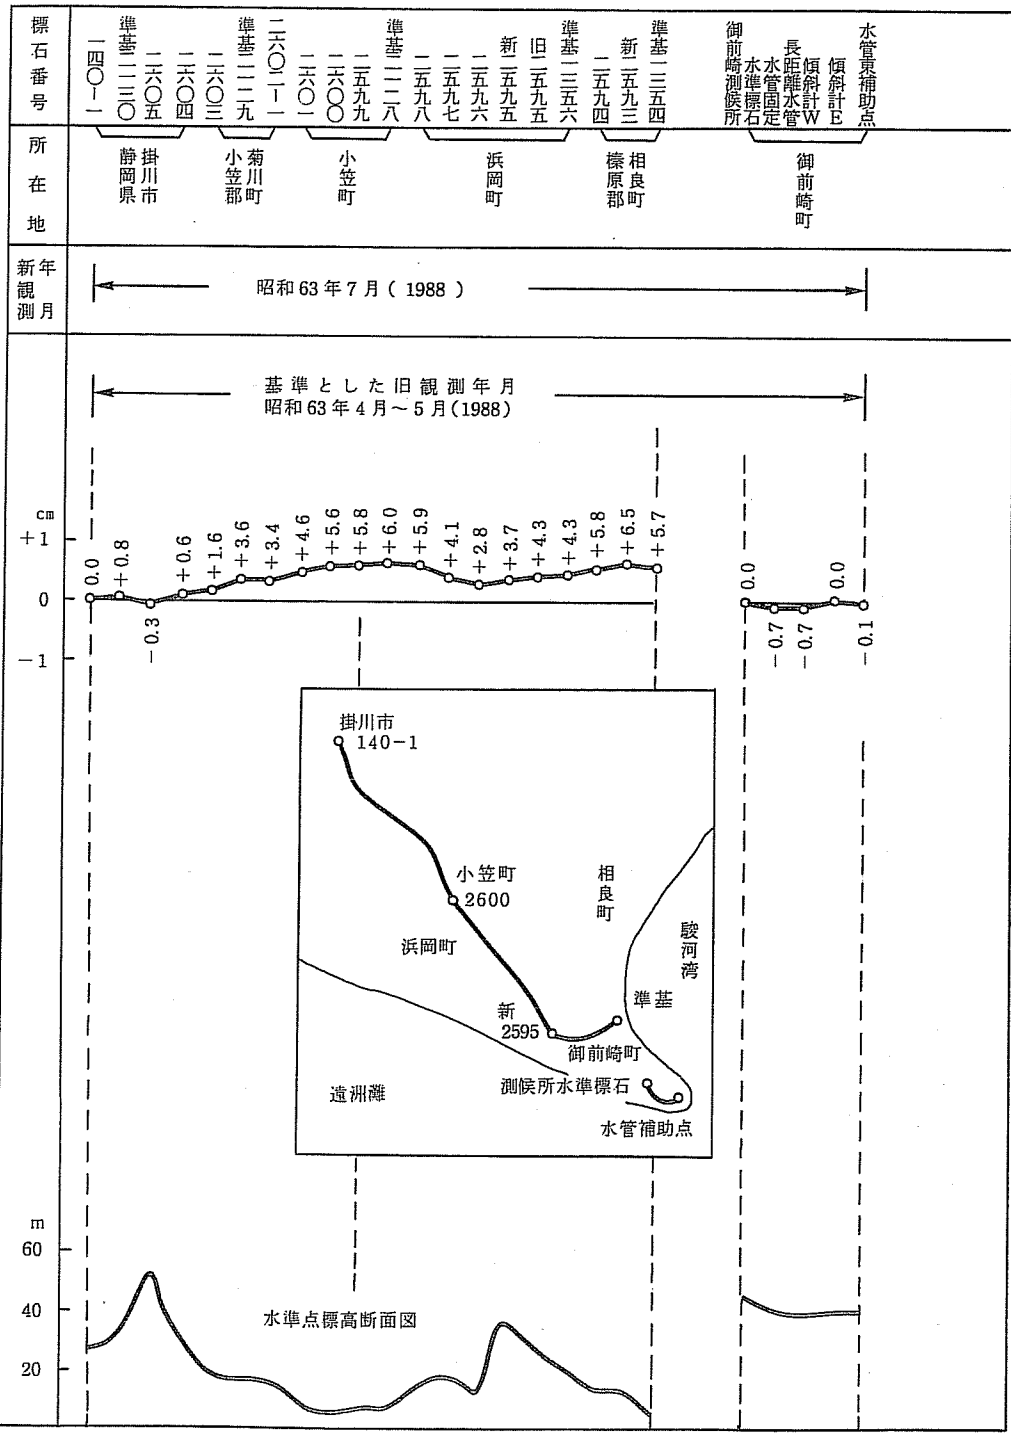 標石番号
一四〇−一
準基二一三〇
二六〇五
二六〇四
二六〇三
準基二一二九
二六〇二−一
二六〇一
二六〇〇
二五九九
準基二一二八
二五九八
二五九七
二五九六
新二五九五
旧二五九五
準基一三五六
二五九四
新二五九三
準基一三五四
御前崎測候所
水準標石
水管固定
長距離水管
傾斜計W
傾斜計E
水管東補助点
所在地
静岡県
掛川市
小笠郡
菊川町
小笠町
浜岡町
榛原郡
相良町
御前崎町
新観測
年月
昭和63年7月(1988)
基準とした旧観測年月
昭和63年4月〜5月(1988)
cm
+1
0
−1
0.0
+0.8
−0.3
+0.6
+1.6
+3.6
+3.4
+4.6
+5.6
+5.8
+6.0
+5.9
+4.1
+2.8
+3.7
+4.3
+4.3
+5.8
+6.5
+5.7
0.0
−0.7
−0.7
0.0
−0.1
掛川市
140-1
小笠町
2600
相良町
浜岡町
駿河湾
新
2595
準基
御前崎町
測候所水準標石
遠洲灘
水管補助点
m
60
40
20
水準点標高断面図